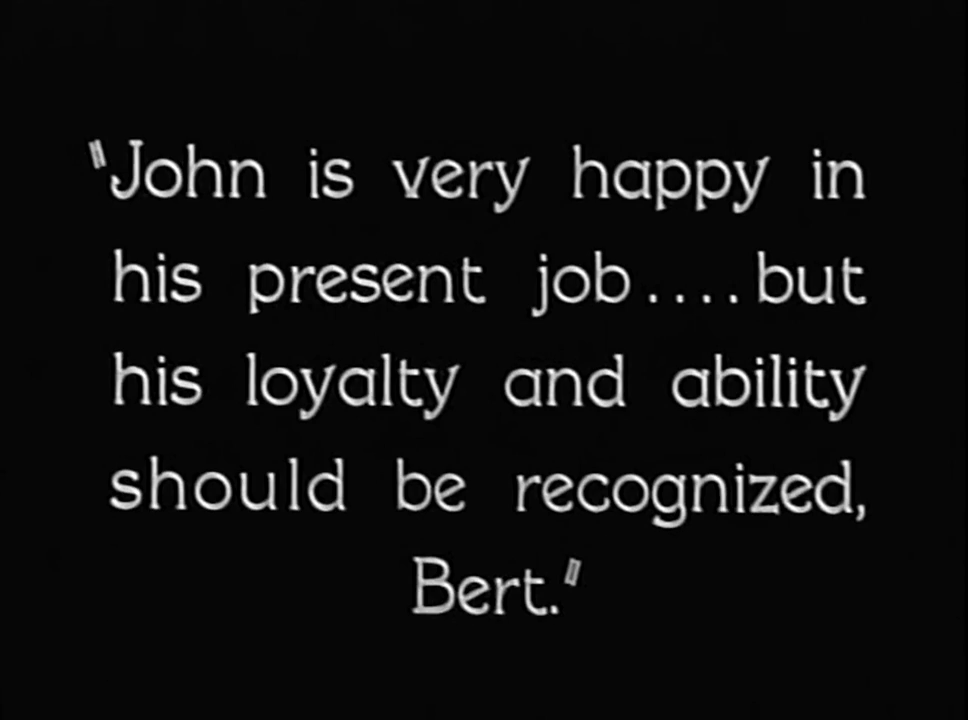 "John is very happy in
his present job....but
his loyalty and ability
should be recognized,
Bert."